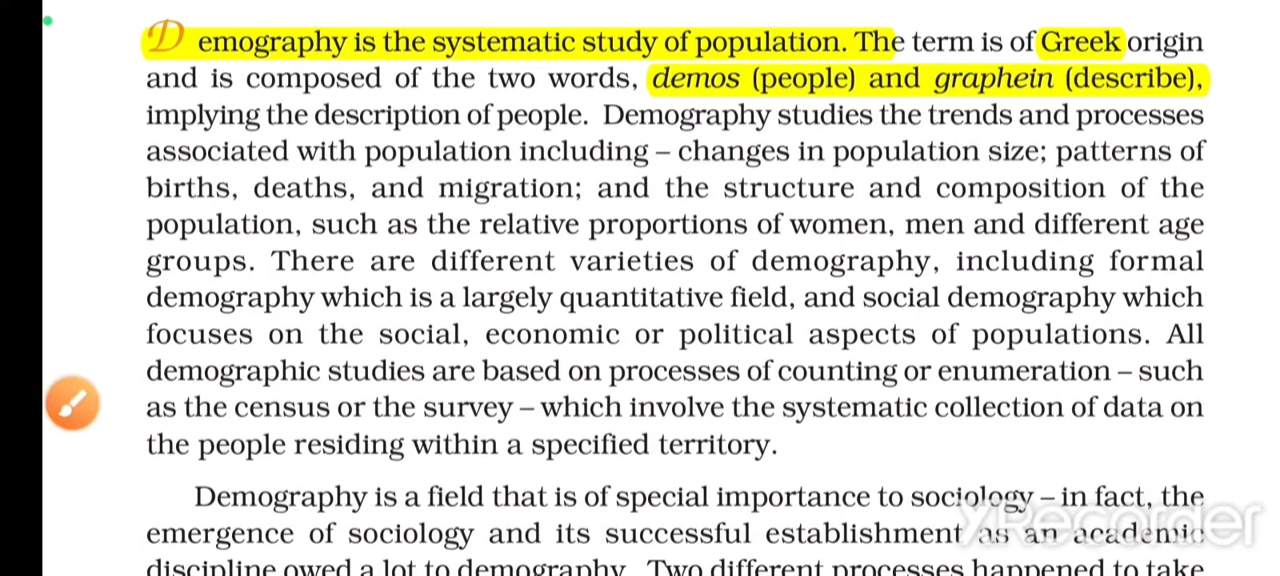 Demography is the systematic study of population. The term is of Greek origin
and is composed of the two words, demos (people) and graphein (describe),
implying the description of people. Demography studies the trends and processes
associated with population including – changes in population size; patterns of
births, deaths, and migration; and the structure and composition of the
population, such as the relative proportions of women, men and different age
groups. There are different varieties of demography, including formal
demography which is a largely quantitative field, and social demography which
focuses on the social, economic or political aspects of populations. All
demographic studies are based on processes of counting or enumeration – such
as the census or the survey – which involve the systematic collection of data on
the people residing within a specified territory.
Demography is a field that is of special importance to sociology – in fact, the
emergence of sociology and its successful establishment as an academic
discipline owed a lot to demography. Two different processes happened to take
XRecorder